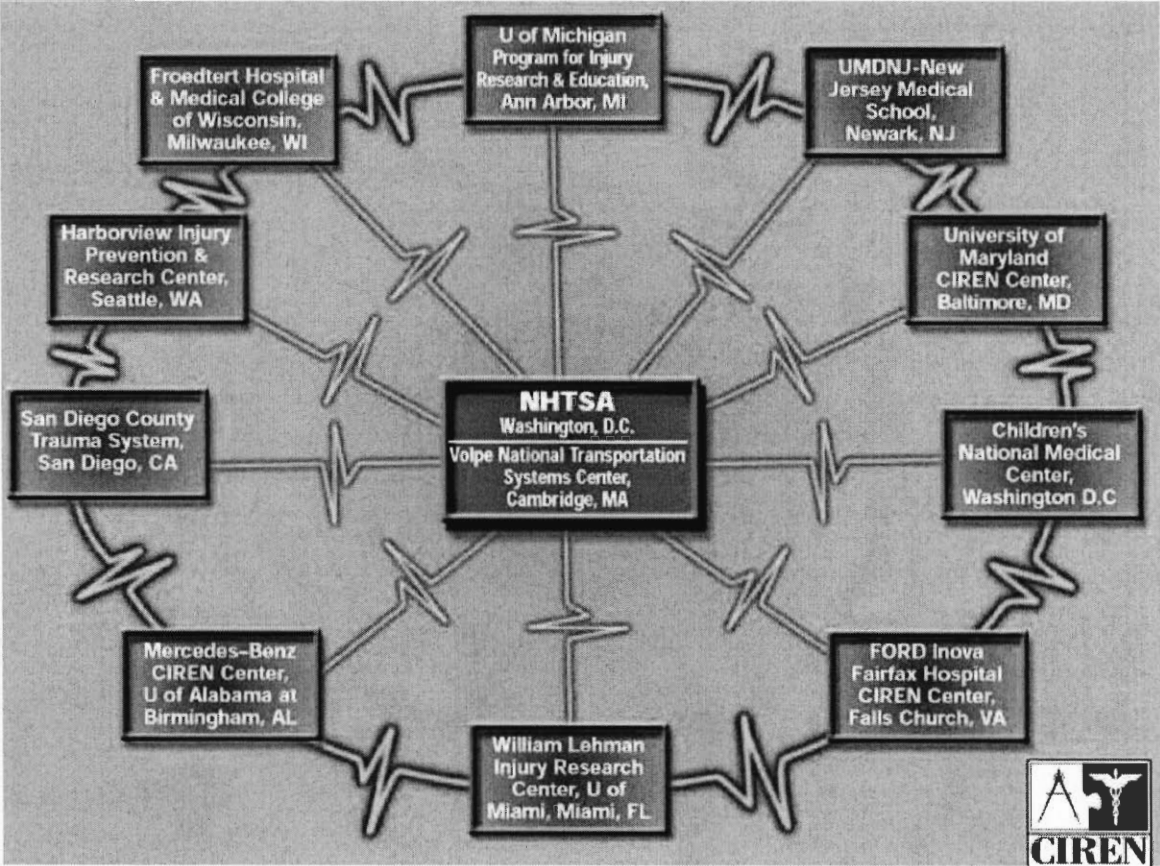 U of Michigan
Program for Injury
Research & Education,
Ann Arbor, MI
Froedtert Hospital
& Medical College
of Wisconsin,
Milwaukee, WI
UMDNJ-New
Jersey Medical
School,
Newark, NJ
Harborview Injury
Prevention &
Research Center,
Seattle, WA
University of
Maryland
CIREN Center,
Baltimore, MD
San Diego County
Trauma System,
San Diego, CA
NHTSA
Washington, D.C.
Volpe National Transportation
Systems Center,
Cambridge, MA
Children's
National Medical
Center,
Washington D.C
Mercedes-Benz
CIREN Center,
U of Alabama at
Birmingham, AL
FORD Inova
Fairfax Hospital
CIREN Center,
Falls Church, VA
William Lehman
Injury Research
Center, U of
Miami, Miami, FL
CIREN